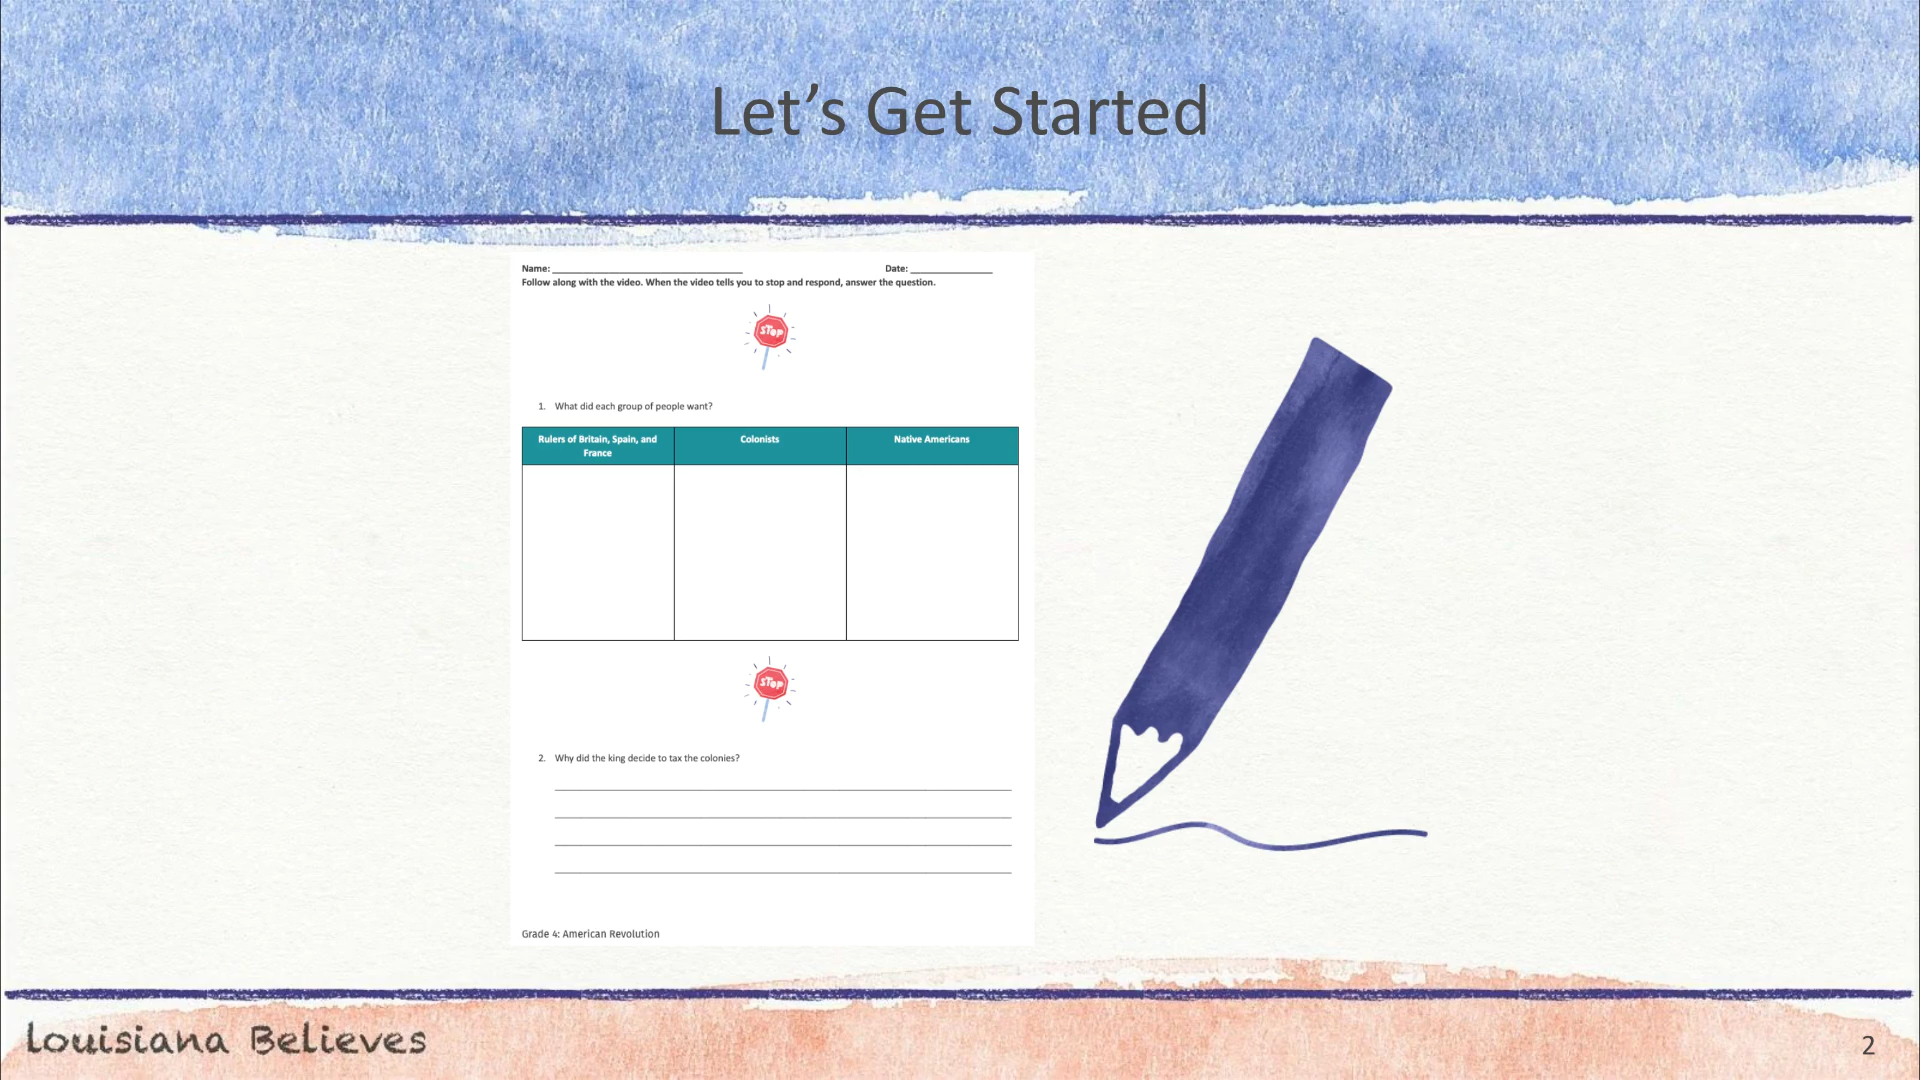 Let’s Get Started
Name: ___________________________________ Date: _______________
Follow along with the video. When the video tells you to stop and respond, answer the question.
STOP
1. What did each group of people want?
Rulers of Britain, Spain, and France
Colonists
Native Americans
STOP
2. Why did the king decide to tax the colonies?
Grade 4: American Revolution
Louisiana Believes
2